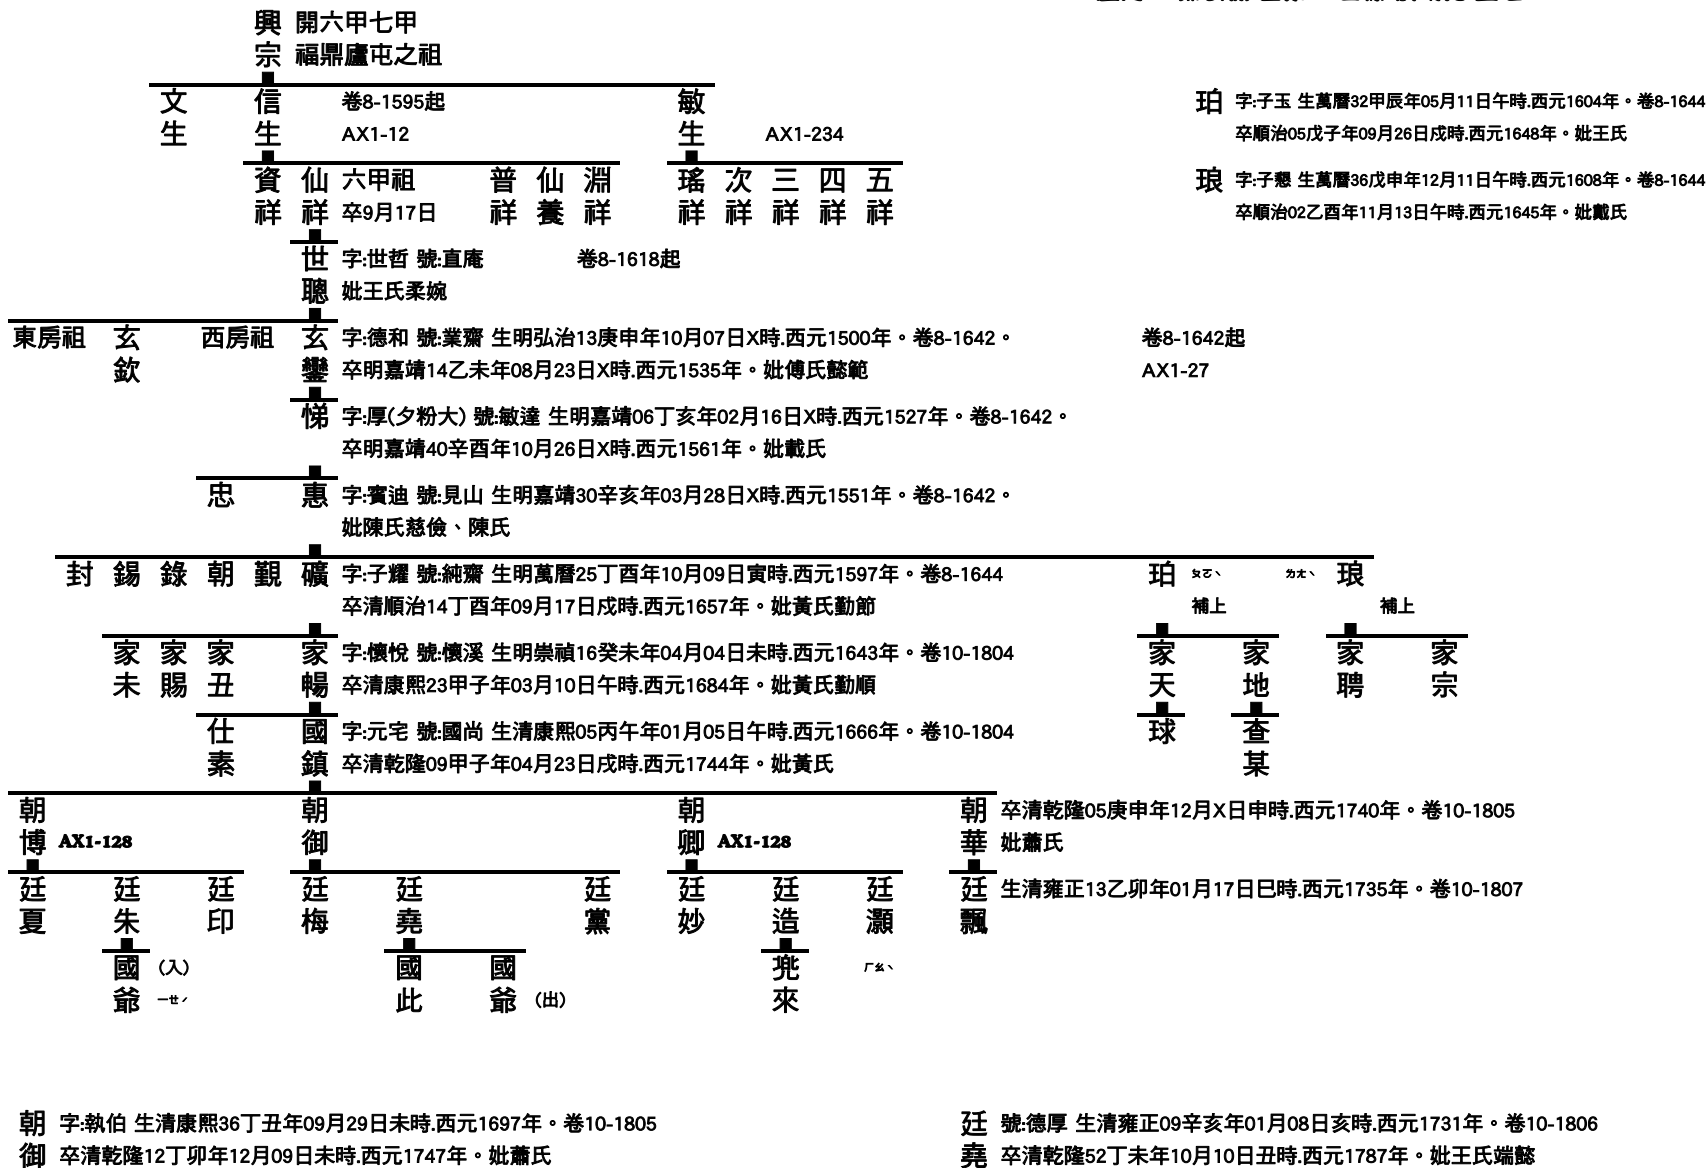 興宗 開六甲七甲
福鼎廬屯之祖
文生 信生 卷8-1595起 敏生
AX1-12 AX1-234
珀 字:子玉 生萬曆32甲辰年05月11日午時.西元1604年。卷8-1644
卒順治05戊子年09月26日戍時.西元1648年。妣王氏
資祥 仙祥 六甲祖 普祥 仙養 淵祥 瑤祥 次祥 三祥 四祥 五祥
卒9月17日
琅 字:子懇 生萬曆36戊申年12月11日午時.西元1608年。卷8-1644
卒順治02乙酉年11月13日午時.西元1645年。妣戴氏
世聰 字:世哲 號:直庵 卷8-1618起
妣王氏柔婉
東房祖 玄欽 西房祖 玄鑾 字:德和 號:業齋 生明弘治13庚申年10月07日X時.西元1500年。卷8-1642。 卷8-1642起
卒明嘉靖14乙未年08月23日X時.西元1535年。妣傅氏懿範 AX1-27
悌 字:厚(夕粉大) 號:敏達 生明嘉靖06丁亥年02月16日X時.西元1527年。卷8-1642。
卒明嘉靖40辛酉年10月26日X時.西元1561年。妣載氏
忠 惠 字:賓迪 號:見山 生明嘉靖30辛亥年03月28日X時.西元1551年。卷8-1642。
妣陳氏慈儉、陳氏
封 錫 錄 朝 覲 礦 字:子耀 號:純齋 生明萬曆25丁酉年10月09日寅時.西元1597年。卷8-1644 珀 ㄆㄛˋ ㄌㄤˋ 琅
卒清順治14丁酉年09月17日戍時.西元1657年。妣黃氏勤節 補上 補上
家未 家賜 家丑 家暢 字:懷悅 號:懷溪 生明崇禎16癸未年04月04日未時.西元1643年。卷10-1804 家天 家地 家聘 家宗
卒清康熙23甲子年03月10日午時.西元1684年。妣黃氏勤順
仕素 國鎮 字:元宅 號:國尚 生清康熙05丙午年01月05日午時.西元1666年。卷10-1804 球 查某
卒清乾隆09甲子年04月23日戌時.西元1744年。妣黃氏
朝博 AX1-128 朝御 朝卿 AX1-128 朝華 卒清乾隆05庚申年12月X日申時.西元1740年。卷10-1805
妣蕭氏
廷夏 廷朱 廷印 廷梅 廷堯 廷黨 廷妙 廷造 廷灝 廷飄 生清雍正13乙卯年01月17日巳時.西元1735年。卷10-1807
國爺 (入) ㄧㄝˊ 國此 國爺 (出) 兆來 ㄏㄠˋ
朝御 字:執伯 生清康熙36丁丑年09月29日未時.西元1697年。卷10-1805
卒清乾隆12丁卯年12月09日未時.西元1747年。妣蕭氏
廷堯 號:德厚 生清雍正09辛亥年01月08日亥時.西元1731年。卷10-1806
卒清乾隆52丁未年10月10日丑時.西元1787年。妣王氏端懿